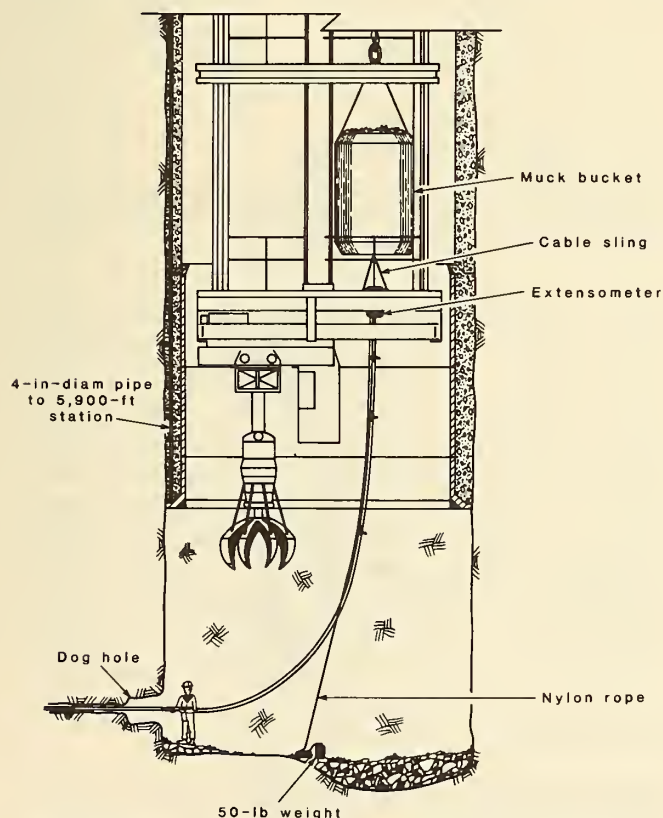 Muck bucket
Cable sling
Extensometer
4-in-diam pipe
to 5,900-ft
station
Dog hole
Nylon rope
50-lb weight